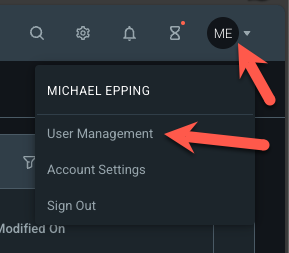 ME
MICHAEL EPPING
User Management
Account Settings
Sign Out
Modified On